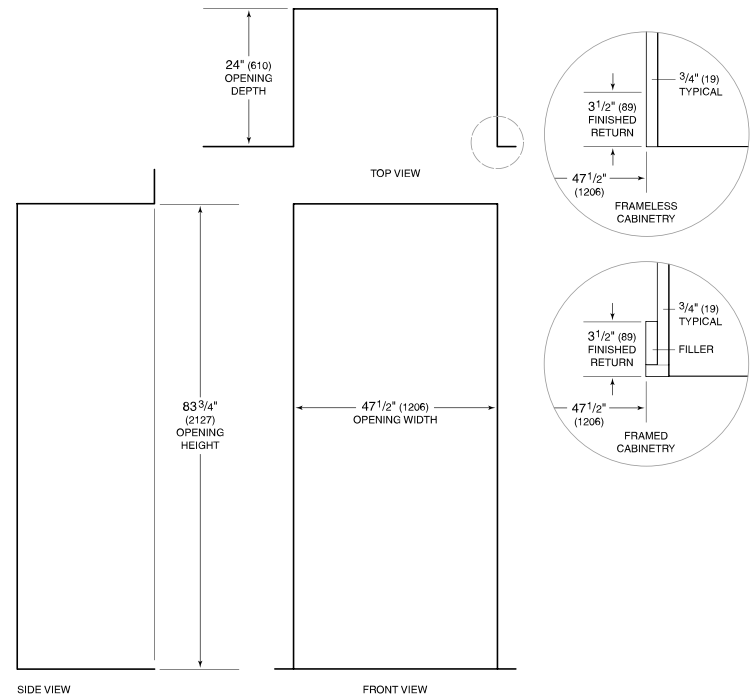 24" (610)
OPENING
DEPTH
TOP VIEW
3/4" (19)
TYPICAL
3 1/2" (89)
FINISHED
RETURN
47 1/2"
(1206)
FRAMELESS
CABINETRY
3/4" (19)
TYPICAL
3 1/2" (89)
FINISHED
RETURN
FILLER
47 1/2"
(1206)
FRAMED
CABINETRY
83 3/4"
(2127)
OPENING
HEIGHT
47 1/2" (1206)
OPENING WIDTH
SIDE VIEW
FRONT VIEW